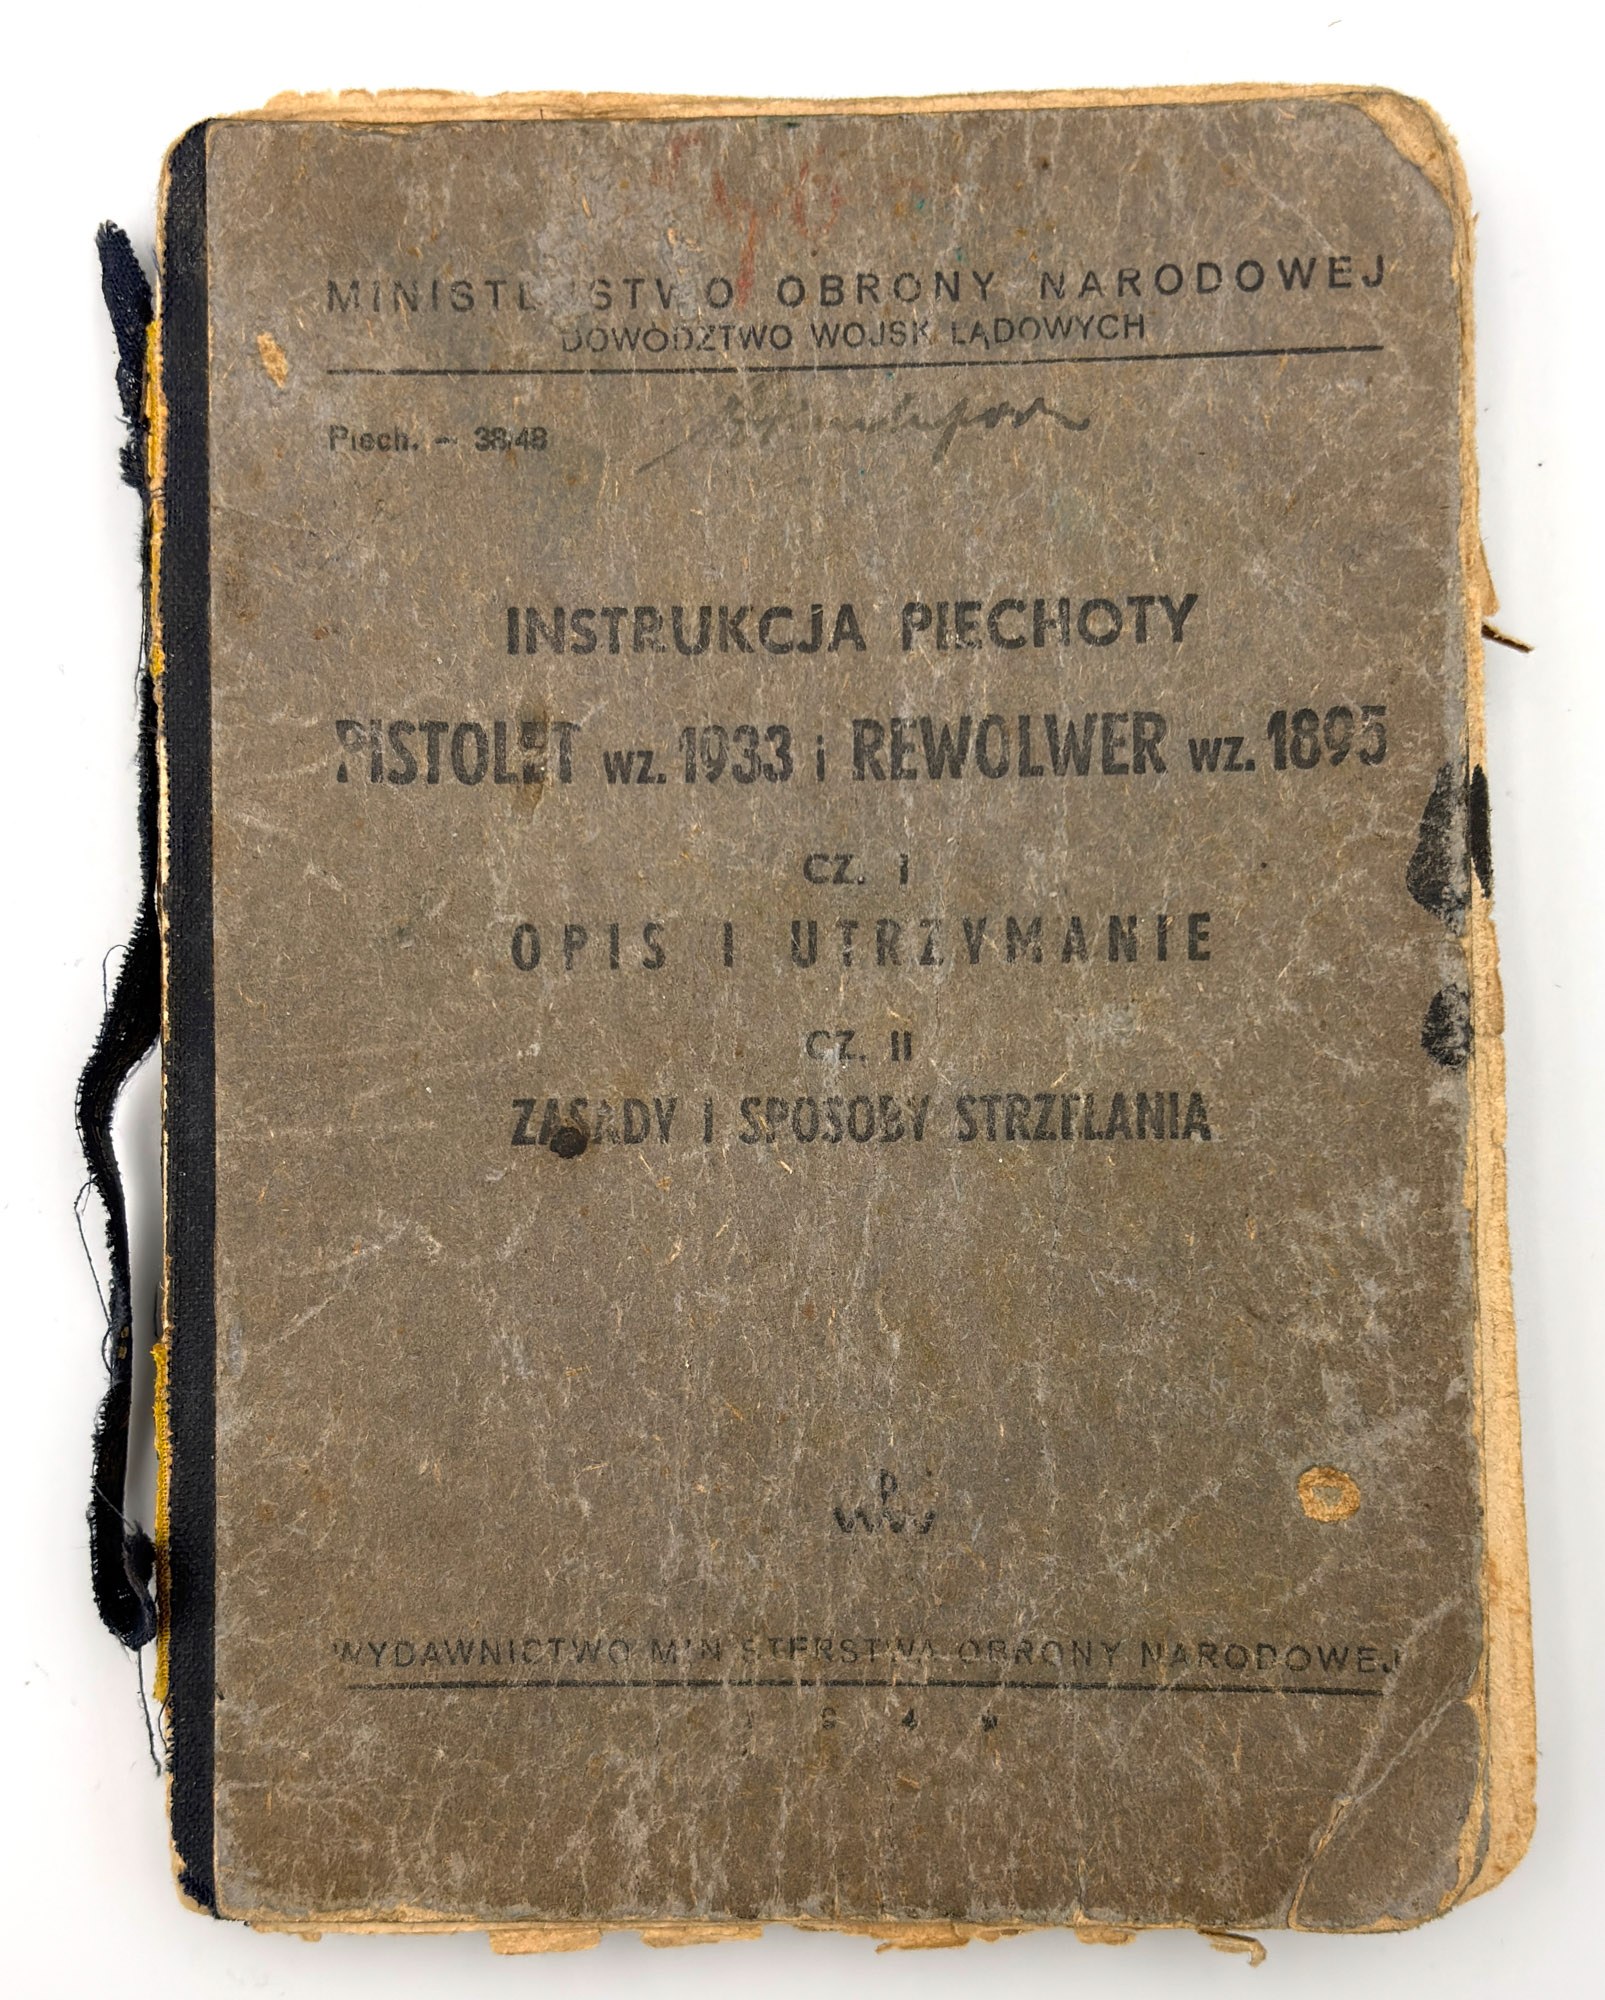 MINISTERSTWO OBRONY NARODOWEJ
DOWÓDZTWO WOJSK LĄDOWYCH
Piech. — 38/48
INSTRUKCJA PIECHOTY
PISTOLET wz. 1933 i REWOLWER wz. 1895
CZ. I
OPIS I UTRZYMANIE
CZ. II
ZASADY I SPOSOBY STRZELANIA
WYDAWNICTWO MINISTERSTWA OBRONY NARODOWEJ